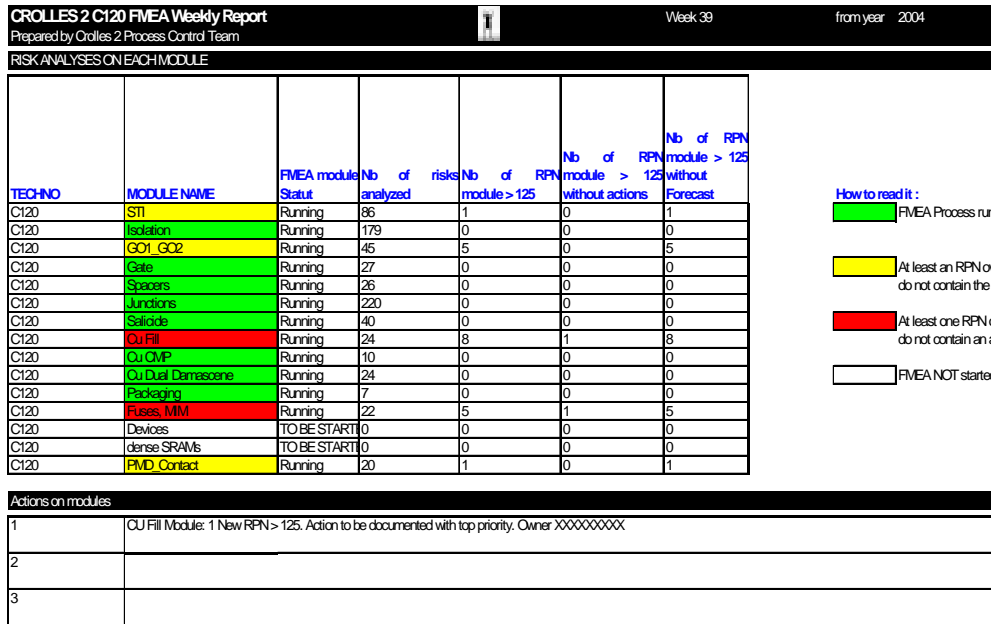 CROLLES 2 C120 FMEA Weekly Report Week 39 from year 2004
Prepared by Crolles 2 Process Control Team
RISK ANALYSES ON EACH MODULE
TECHNO MODULE NAME FMEA module Statut Nb of risks analyzed Nb of RPN module > 125 Nb of RPN module > 125 without actions Nb of RPN module > 125 without Forecast How to read it :
C120 STI Running 86 1 0 1 FMEA Process
C120 Isolation Running 179 0 0 0
C120 GO1_GO2 Running 45 5 0 5
C120 Gate Running 27 0 0 0 At least an RPN
C120 Spacers Running 26 0 0 0 do not contain the
C120 Junctions Running 220 0 0 0
C120 Salicide Running 40 0 0 0 At least one RPN
C120 Cu Fill Running 24 8 1 8 do not contain an
C120 Cu CMP Running 10 0 0 0
C120 Cu Dual Damascene Running 24 0 0 0 FMEA NOT started
C120 Packaging Running 7 0 0 0
C120 Fuses, MIM Running 22 5 1 5
C120 Devices TO BE START 0 0 0 0
C120 dense SRAMs TO BE START 0 0 0 0
C120 PMD_Contact Running 20 1 0 1
Actions on modules
1 CU Fill Module: 1 New RPN > 125. Action to be documented with top priority. Owner XXXXXXXXX
2
3